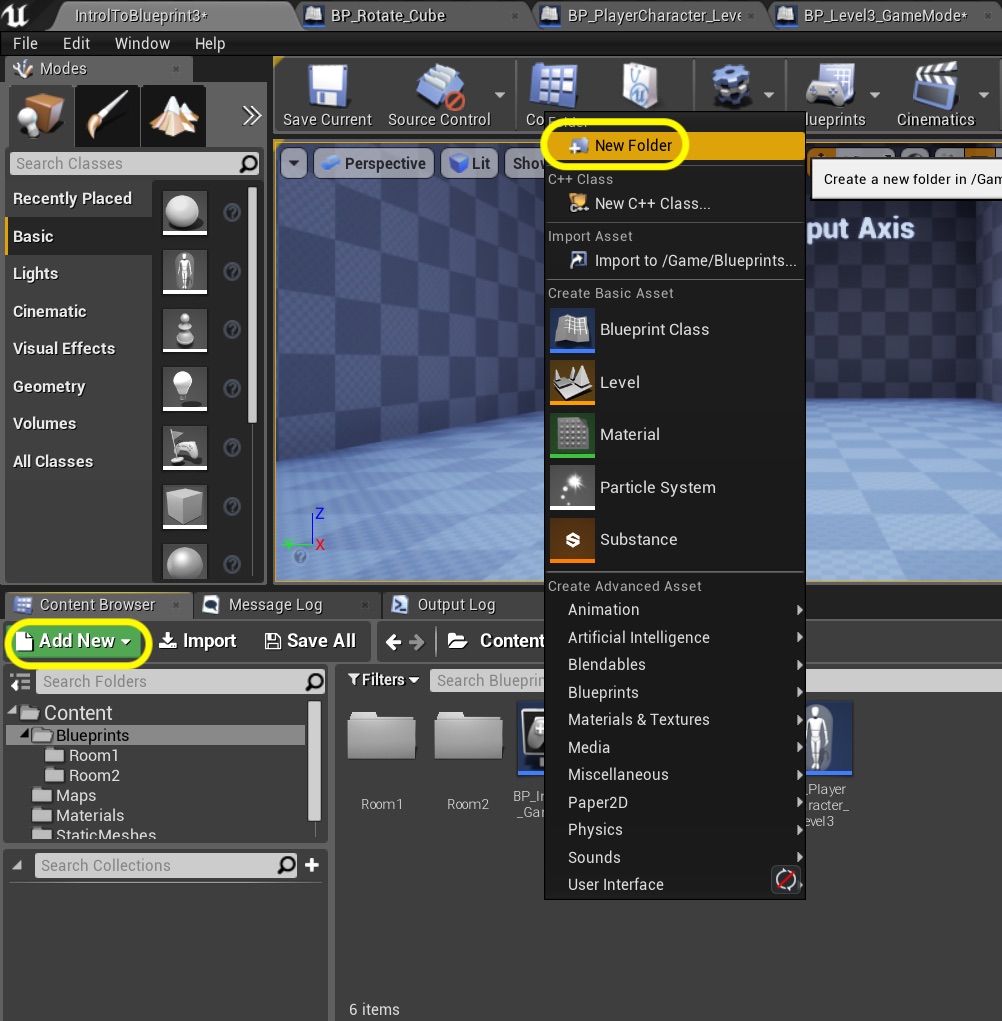 IntrolToBlueprint3*
BP_Rotate_Cube
BP_PlayerCharacter_Leve
BP_Level3_GameMode*
File Edit Window Help
Modes
Save Current
Source Control
Co
lueprints
Cinematics
Search Classes
Perspective
Lit
Show
Recently Placed
Basic
Lights
Cinematic
Visual Effects
Geometry
Volumes
All Classes
Folder
New Folder
Create a new folder in /Gam
C++ Class
New C++ Class...
Import Asset
Import to /Game/Blueprints...
Create Basic Asset
Blueprint Class
Level
Material
Particle System
Substance
Create Advanced Asset
Animation
Artificial Intelligence
Blendables
Blueprints
Materials & Textures
Media
Miscellaneous
Paper2D
Physics
Sounds
User Interface
put Axis
Z
X
Content Browser
Message Log
Output Log
Add New
Import
Save All
Content
Search Folders
Filters
Search Blueprin
Content
Blueprints
Room1
Room2
Maps
Materials
StaticMeshes
Search Collections
Room1
Room2
BP_In
_Gar
_Player
racter_
evel3
6 items